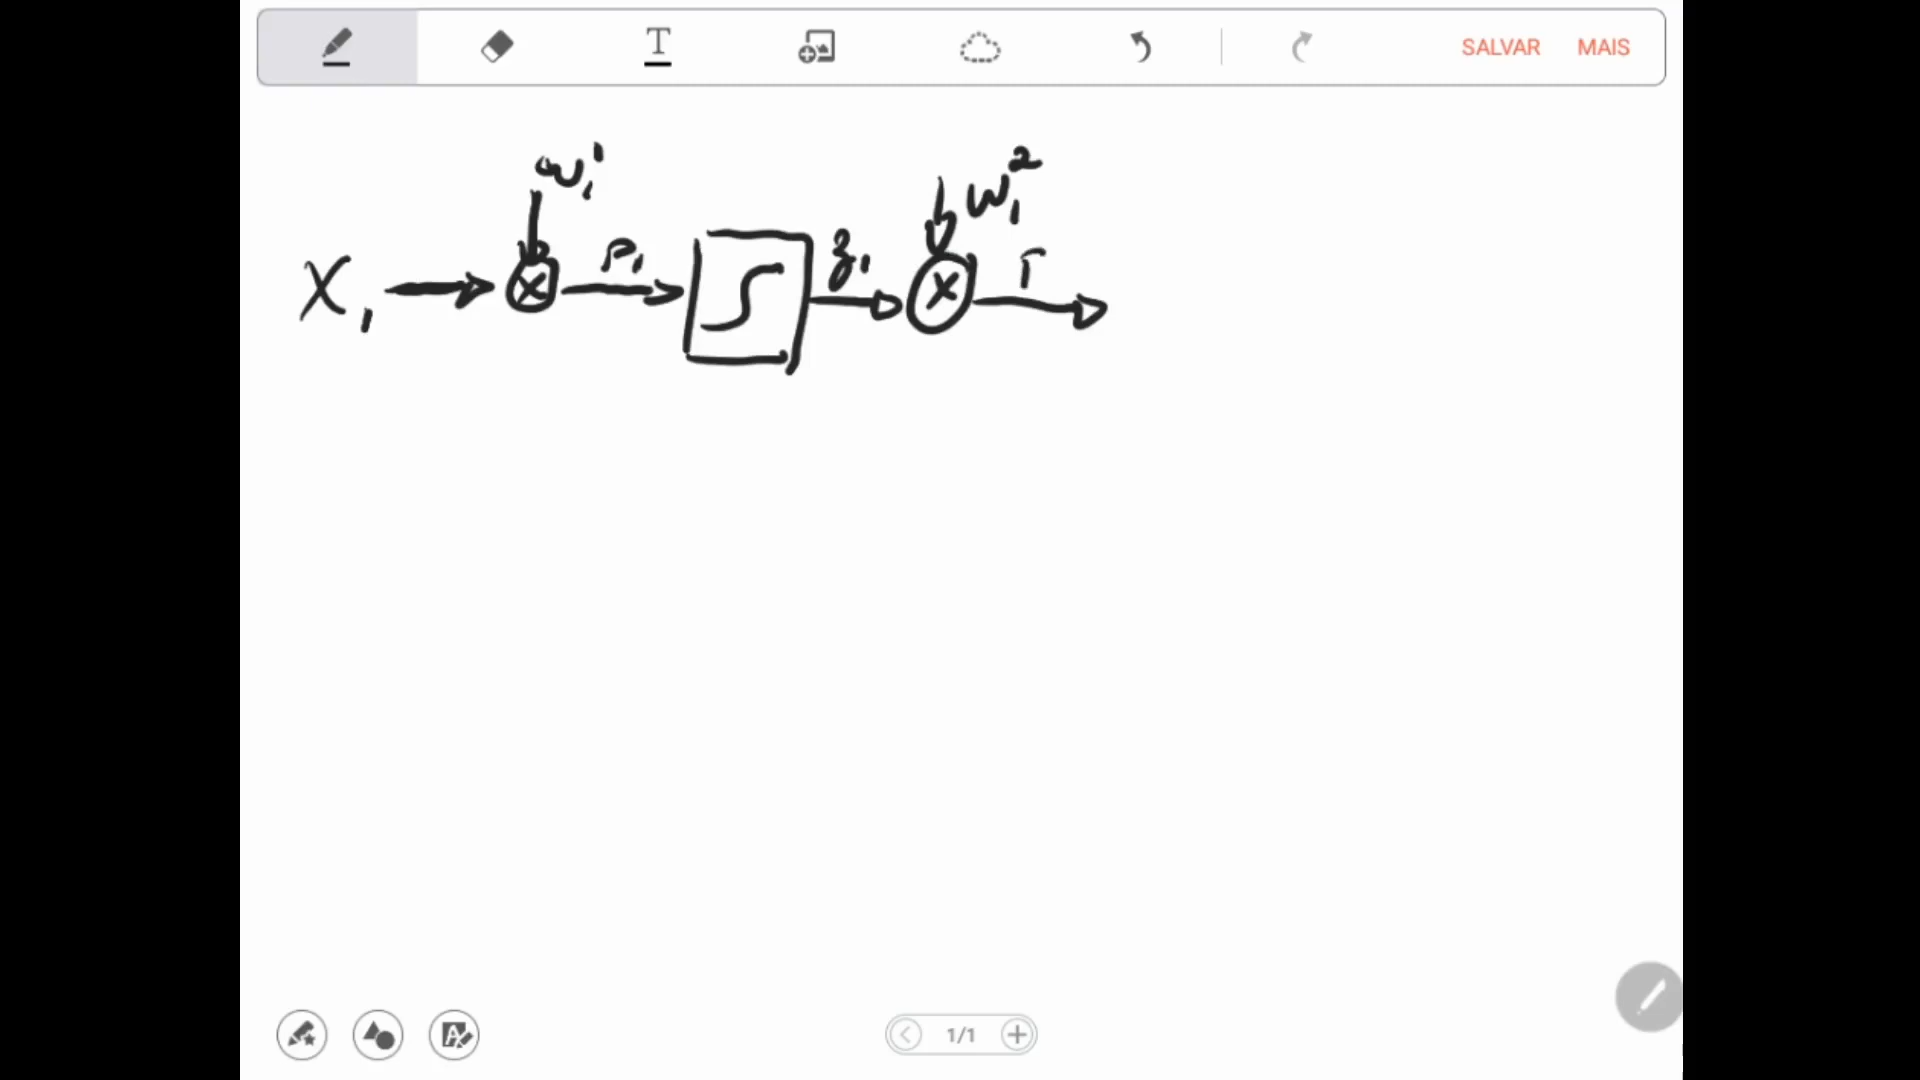 T SALVAR MAIS
w₁¹ w₁²
X₁ P₁ z₁ Γ
1/1
A